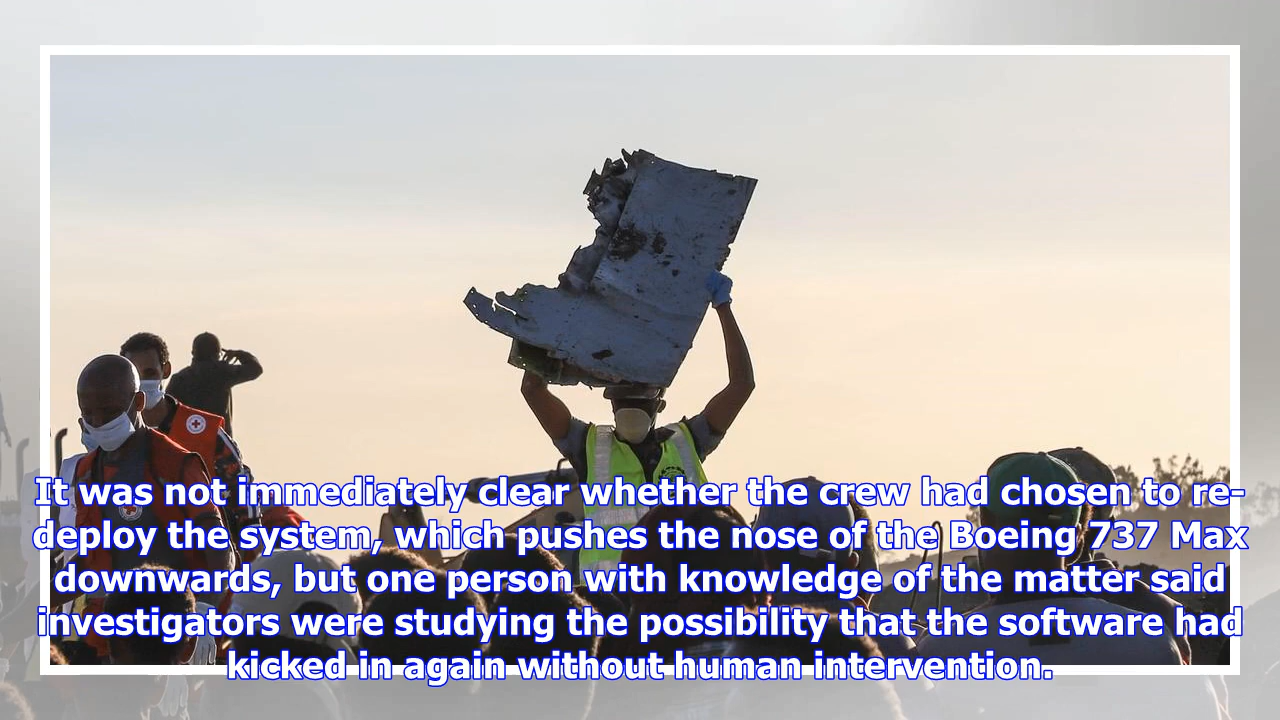 It was not immediately clear whether the crew had chosen to re-
deploy the system, which pushes the nose of the Boeing 737 Max
downwards, but one person with knowledge of the matter said
investigators were studying the possibility that the software had
kicked in again without human intervention.